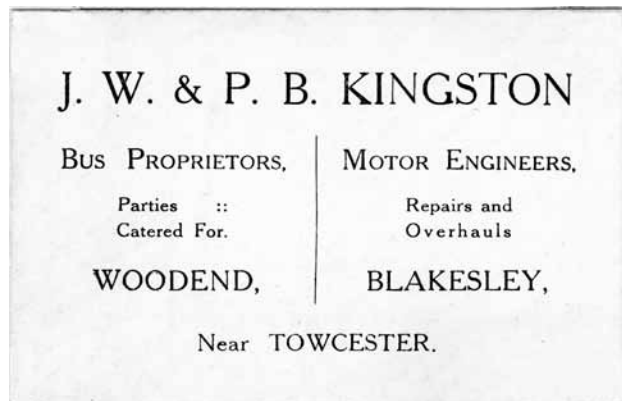 J. W. & P. B. KINGSTON
BUS PROPRIETORS,
Parties ::
Catered For.
WOODEND,
MOTOR ENGINEERS,
Repairs and
Overhauls
BLAKESLEY,
Near TOWCESTER.